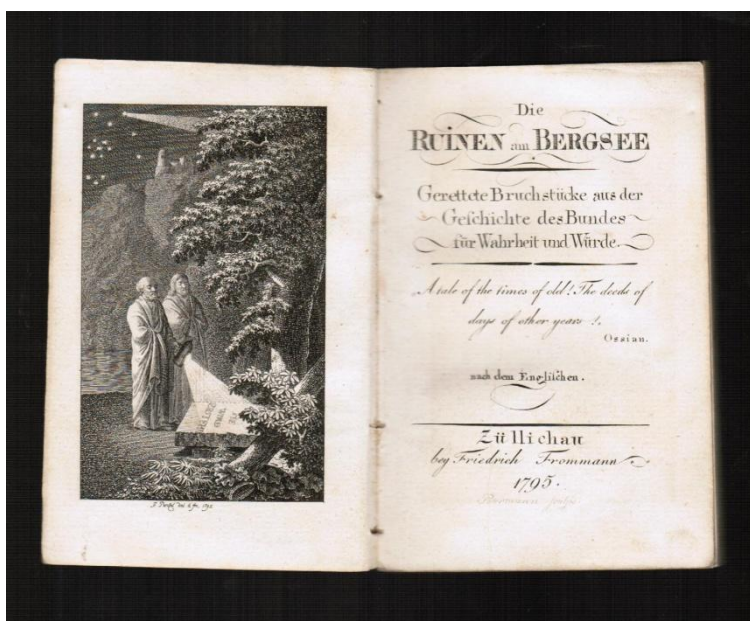 Die
RUINEN am BERGSEE
Gerettete Bruchstücke aus der
Geschichte des Bundes
für Wahrheit und Würde.
A tale of the times of old! The deeds of
days of other years!.
Ossian.
nach dem Englischen.
Züllichau
bey Friedrich Frommann
1795.